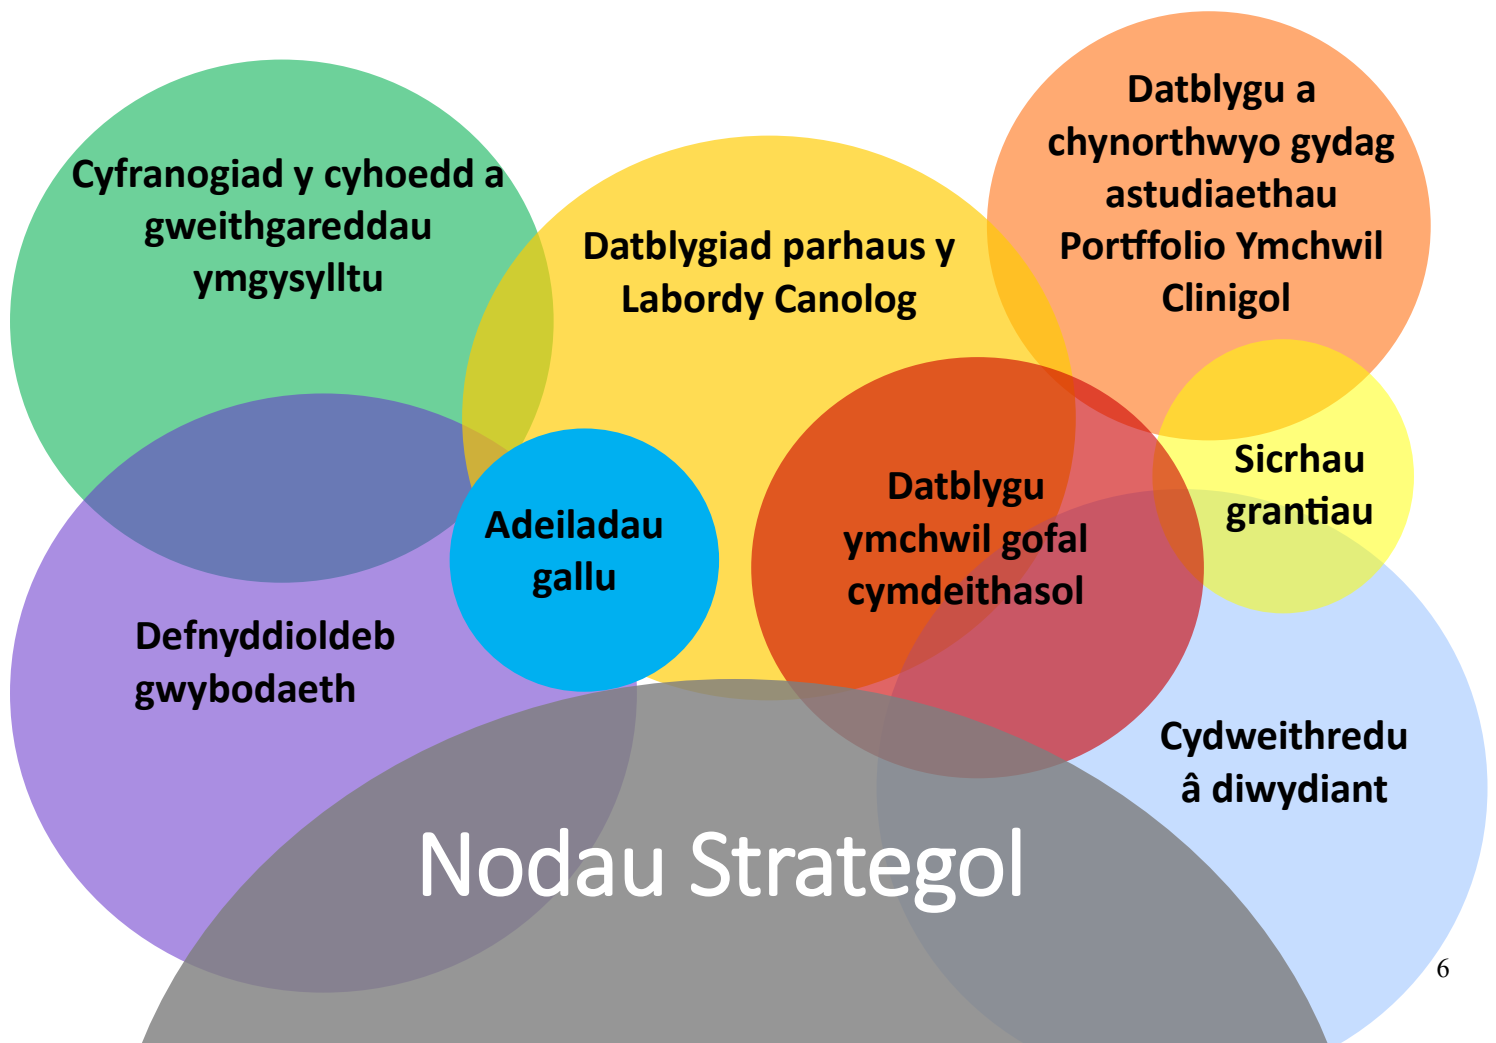 Cyfranogiad y cyhoedd a
gweithgareddau
ymgysylltu
Datblygiad parhaus y
Labordy Canolog
Datblygu a
chynorthwyo gydag
astudiaethau
Portffolio Ymchwil
Clinigol
Sicrhau
grantiau
Adeiladau
gallu
Datblygu
ymchwil gofal
cymdeithasol
Defnyddioldeb
gwybodaeth
Cydweithredu
â diwydiant
Nodau Strategol
6